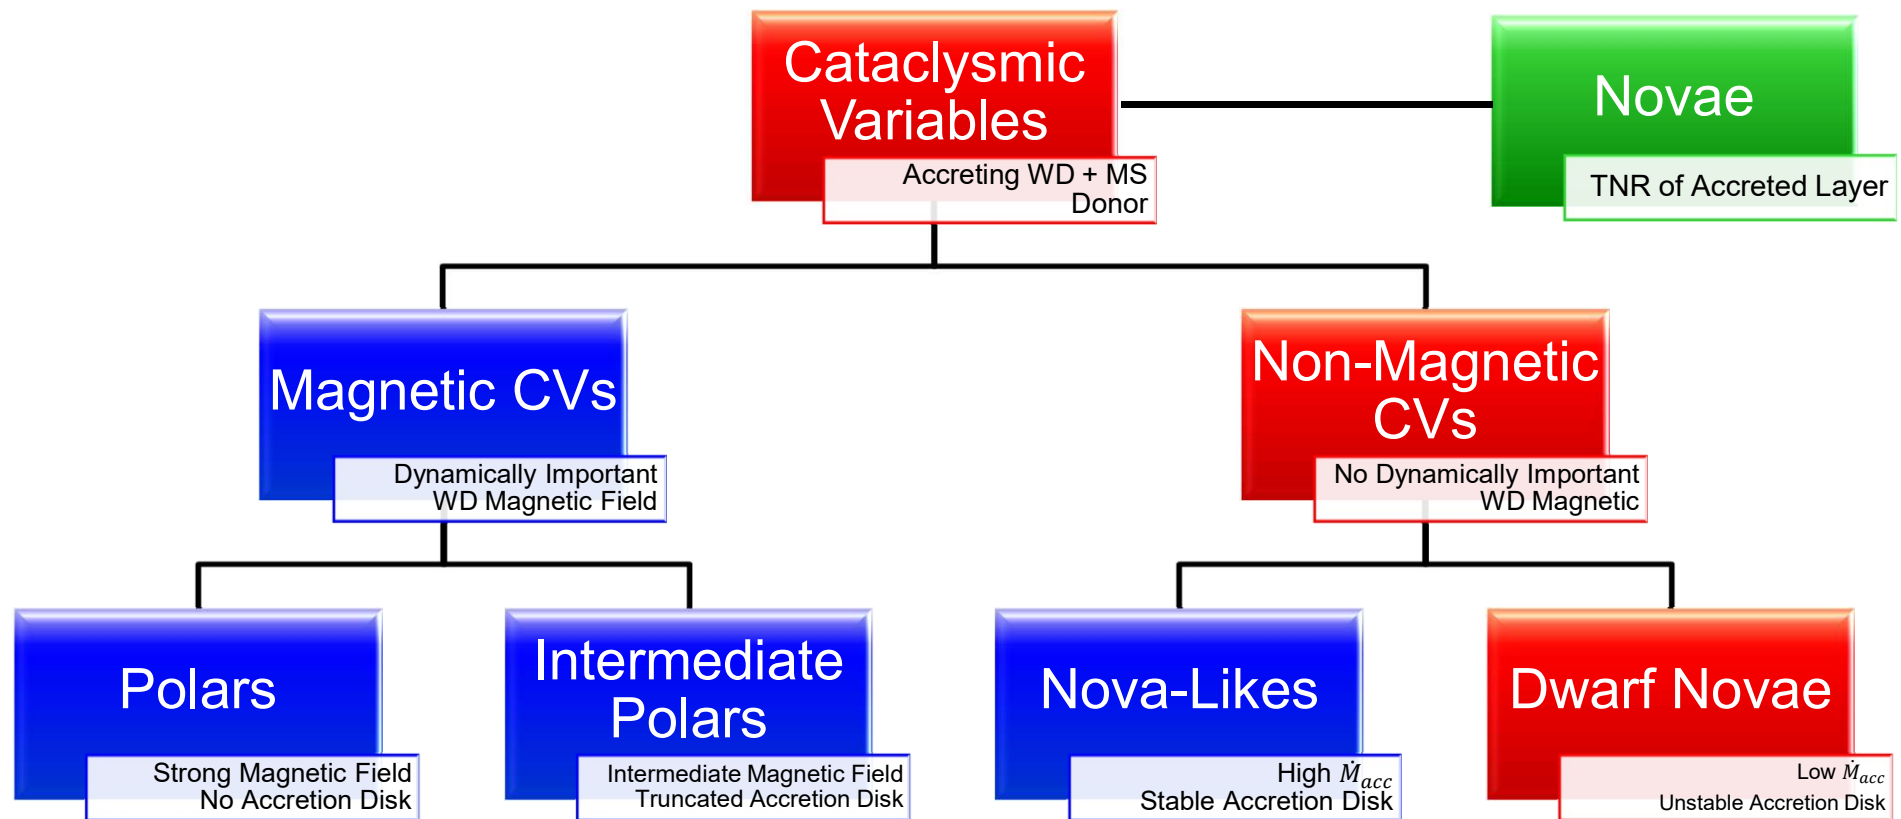 Cataclysmic
Variables
Accreting WD + MS
Donor
Novae
TNR of Accreted Layer
Magnetic CVs
Dynamically Important
WD Magnetic Field
Non-Magnetic
CVs
No Dynamically Important
WD Magnetic
Polars
Strong Magnetic Field
No Accretion Disk
Intermediate
Polars
Intermediate Magnetic Field
Truncated Accretion Disk
Nova-Likes
High Ṁ_acc
Stable Accretion Disk
Dwarf Novae
Low Ṁ_acc
Unstable Accretion Disk